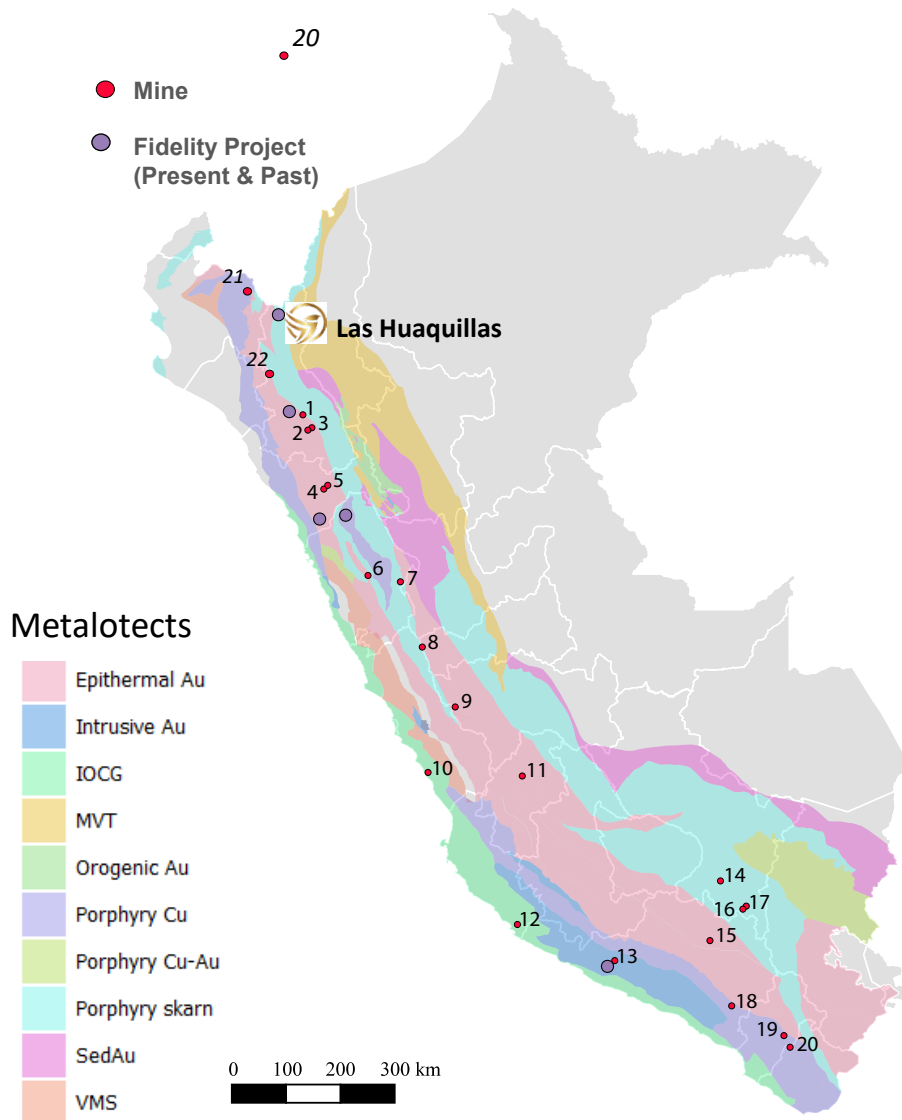 20
Mine
Fidelity Project
(Present & Past)
21
Las Huaquillas
22
1
3
2
5
4
6
7
8
Metalotects
Epithermal Au
Intrusive Au
IOCG
MVT
Orogenic Au
Porphyry Cu
Porphyry Cu-Au
Porphyry skarn
SedAu
VMS
9
10
11
12
13
14
17
16
15
18
19
20
0 100 200 300 km